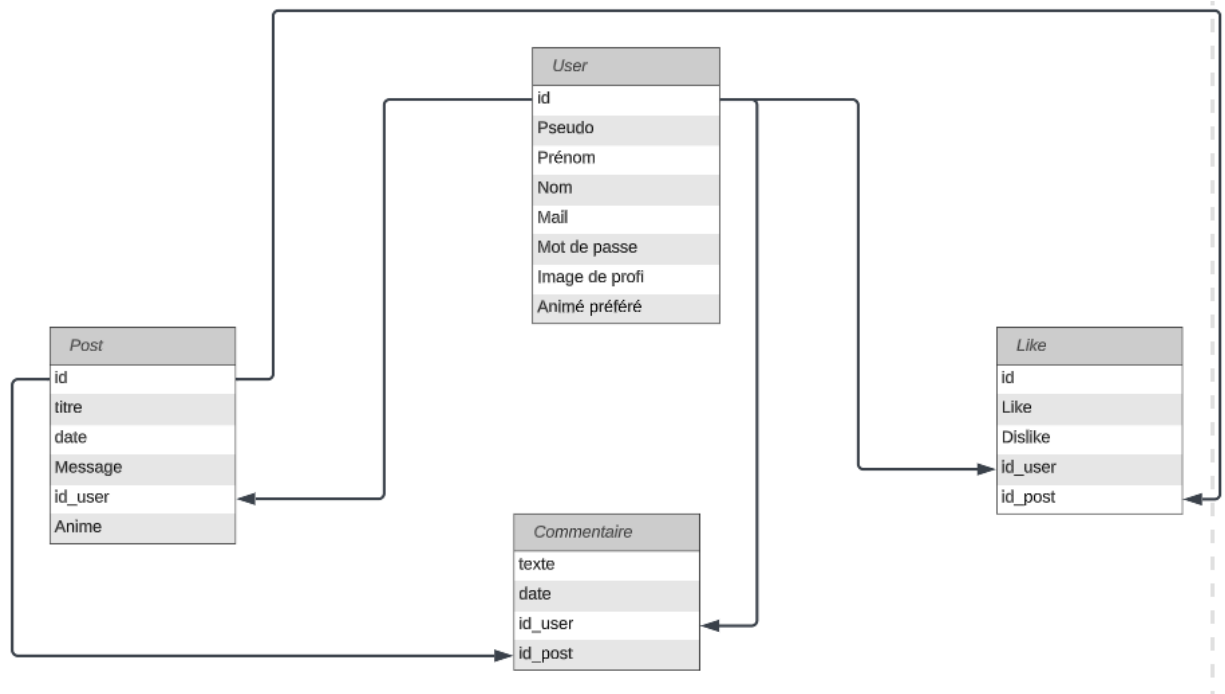 User
id
Pseudo
Prénom
Nom
Mail
Mot de passe
Image de profi
Animé préféré
Post
id
titre
date
Message
id_user
Anime
Like
id
Like
Dislike
id_user
id_post
Commentaire
texte
date
id_user
id_post